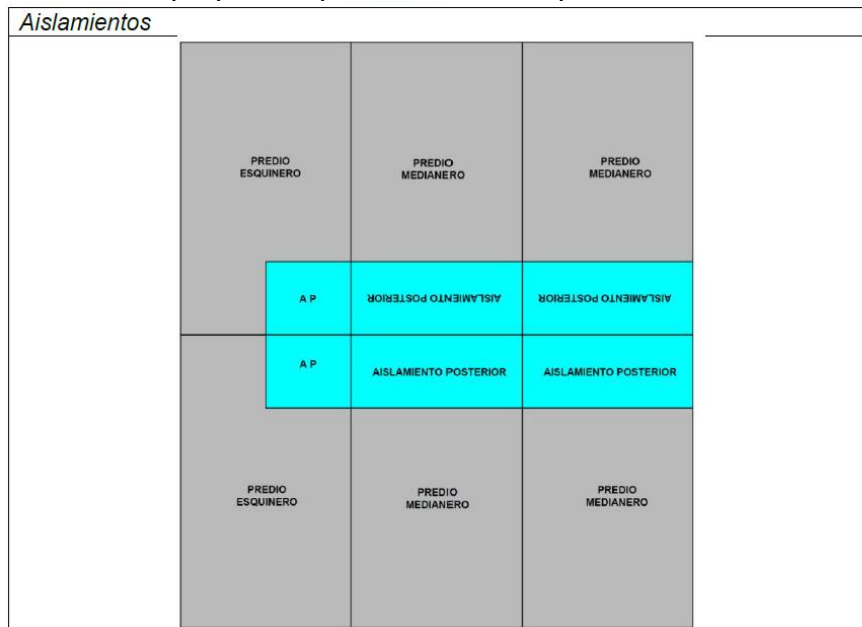 Aislamientos
PREDIO
ESQUINERO
PREDIO
MEDIANERO
PREDIO
MEDIANERO
A P
AISLAMIENTO POSTERIOR
AISLAMIENTO POSTERIOR
A P
AISLAMIENTO POSTERIOR
AISLAMIENTO POSTERIOR
PREDIO
ESQUINERO
PREDIO
MEDIANERO
PREDIO
MEDIANERO